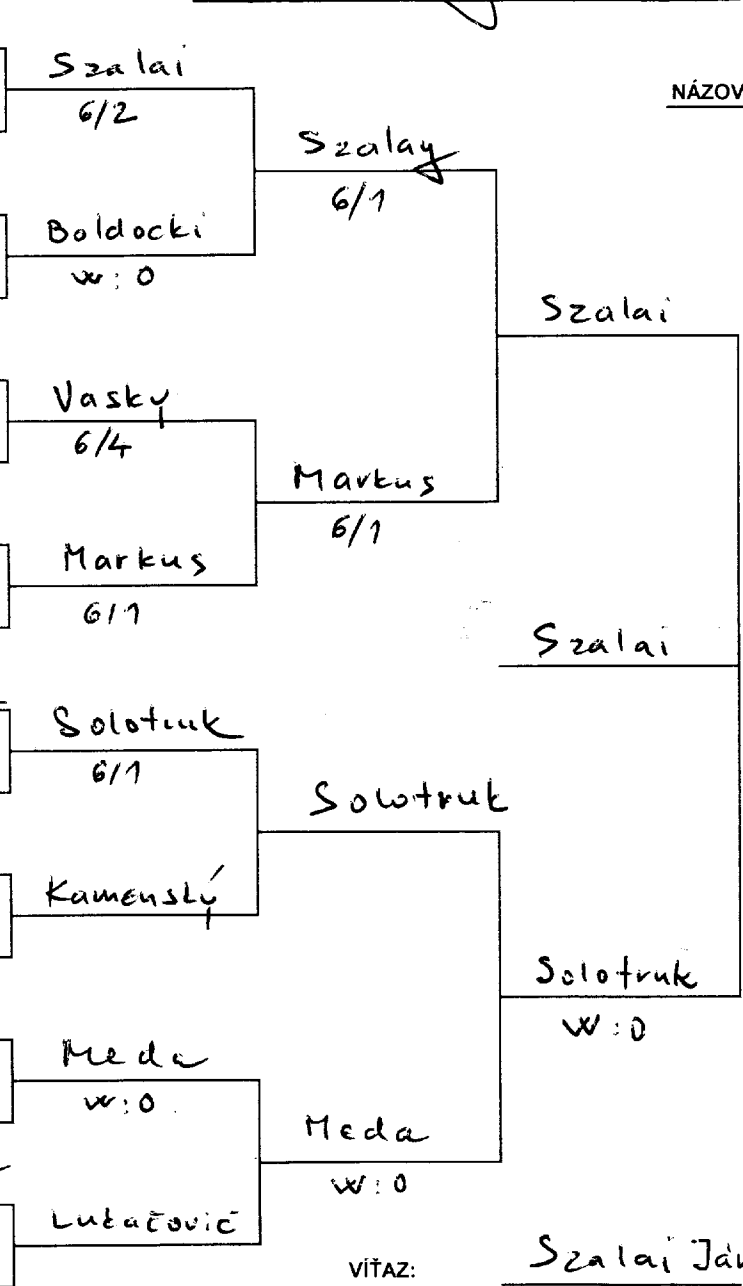 Szalai
6/2
NÁZOV
Szalay
6/1
Boldocki
w:0
Szalai
Vasky
6/4
Markus
6/1
Markus
6/1
Szalai
Solotruk
6/1
Solotruk
Kamenský
Solotruk
W:0
Meda
w:0
Meda
W:0
Lukačovič
VÍŤAZ:
Szalai Ján